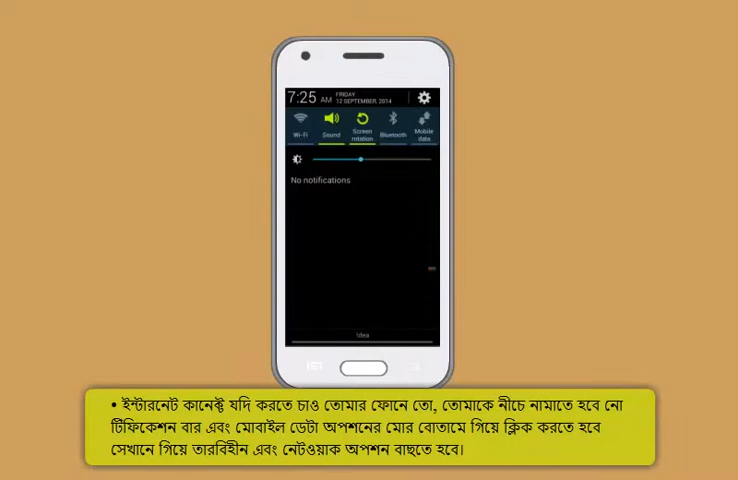 7:25 AM FRIDAY
12 SEPTEMBER, 2014
Wi-Fi Sound Screen rotation Bluetooth Mobile data
No notifications
Idea
• ইন্টারনেট কানেক্ট যদি করতে চাও তোমার ফোনে তো, তোমাকে নীচে নামাতে হবে নো
টিফিকেশন বার এবং মোবাইল ডেটা অপশনের মোর বোতামে গিয়ে ক্লিক করতে হবে
সেখানে গিয়ে তারবিহীন এবং নেটওয়াক অপশন বাছতে হবে।